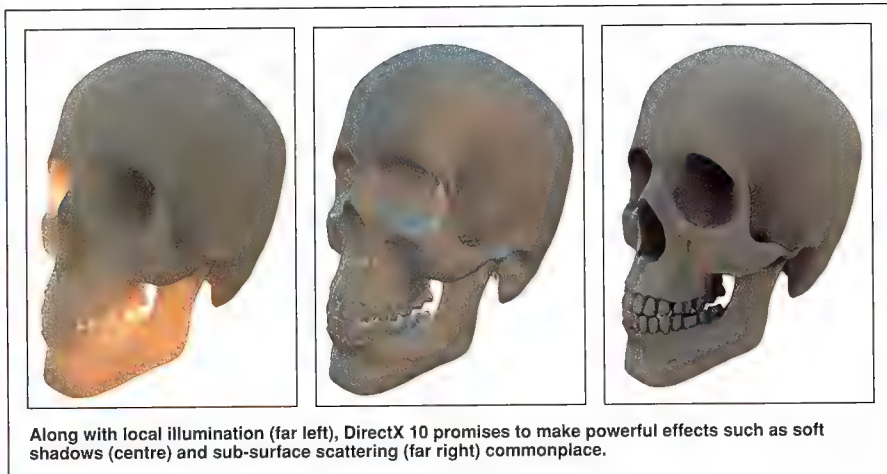 Along with local illumination (far left), DirectX 10 promises to make powerful effects such as soft
shadows (centre) and sub-surface scattering (far right) commonplace.